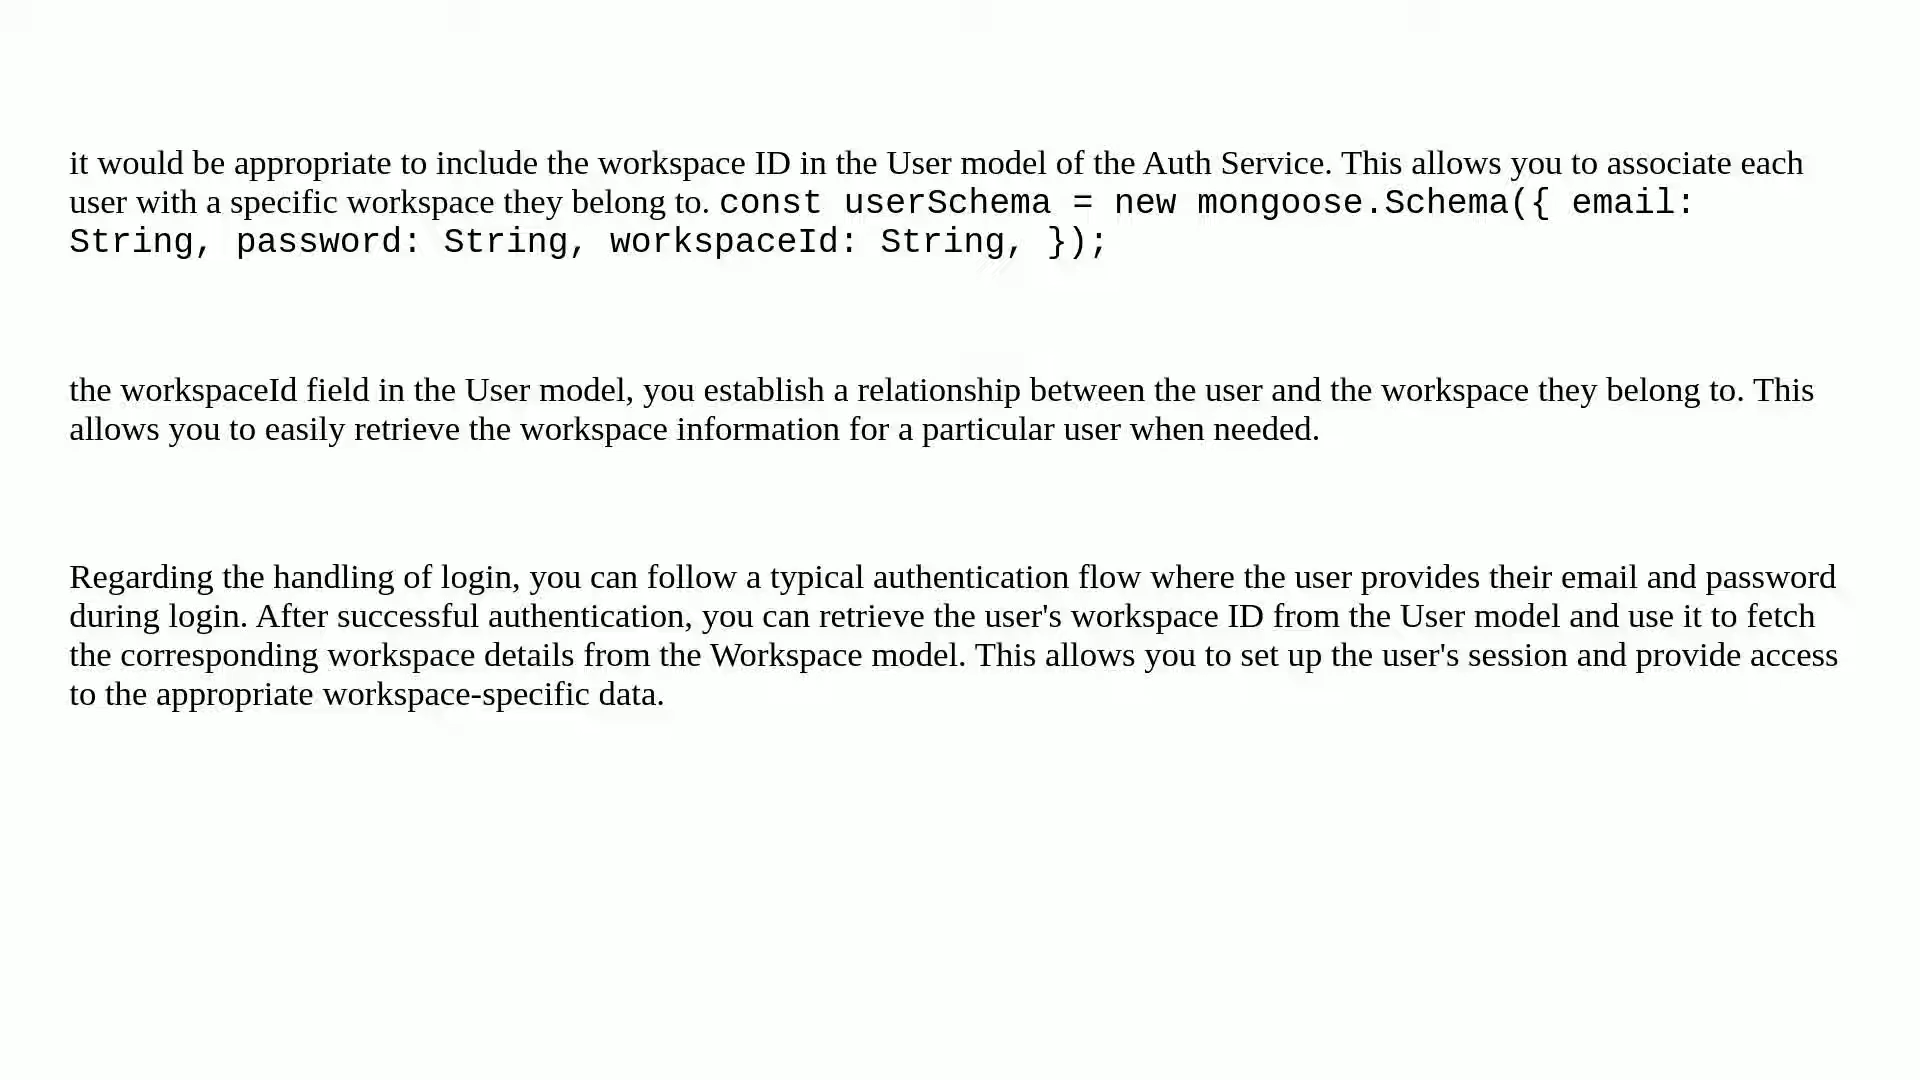 it would be appropriate to include the workspace ID in the User model of the Auth Service. This allows you to associate each
user with a specific workspace they belong to. const userSchema = new mongoose.Schema({ email:
String, password: String, workspaceId: String, });
the workspaceId field in the User model, you establish a relationship between the user and the workspace they belong to. This
allows you to easily retrieve the workspace information for a particular user when needed.
Regarding the handling of login, you can follow a typical authentication flow where the user provides their email and password
during login. After successful authentication, you can retrieve the user's workspace ID from the User model and use it to fetch
the corresponding workspace details from the Workspace model. This allows you to set up the user's session and provide access
to the appropriate workspace-specific data.